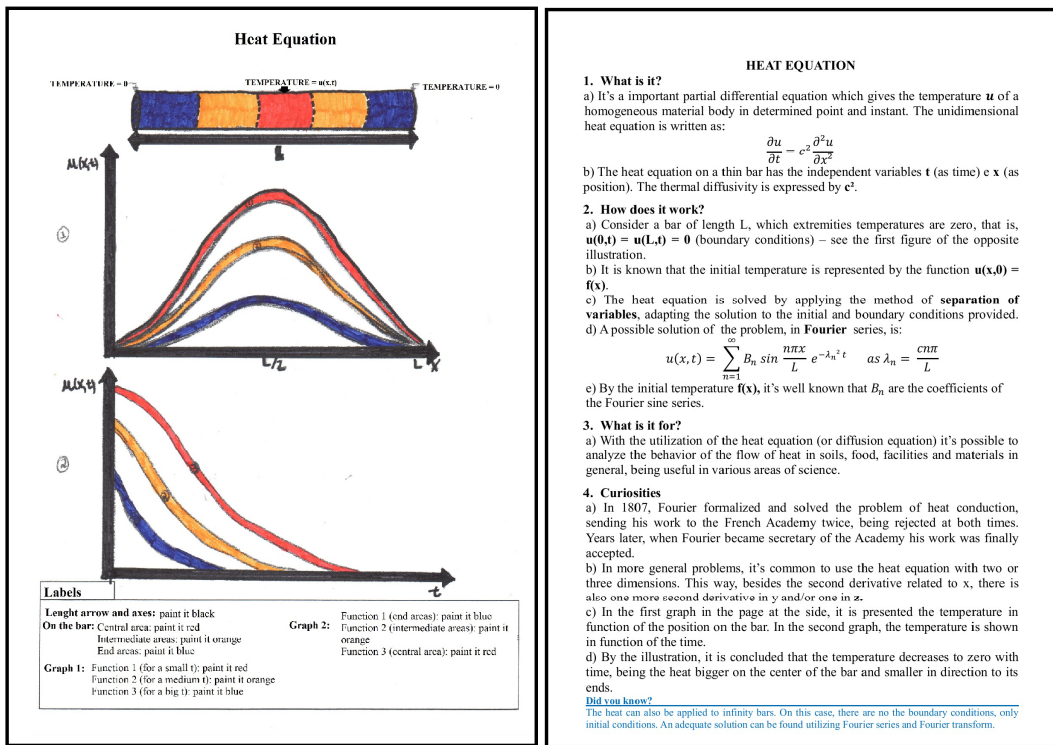 Heat Equation
TEMPERATURE = 0
TEMPERATURE = u(x,t)
TEMPERATURE = 0
L
u(x,t)
1
1
2
L/2
L
x
u(x,t)
2
3
2
t
Labels
Lenght arrow and axes: paint it black
On the bar: Central area: paint it red
Intermediate areas: paint it orange
End areas: paint it blue
Graph 1: Function 1 (for a small t): paint it red
Function 2 (for a medium t): paint it orange
Function 3 (for a big t): paint it blue
Graph 2: Function 1 (end areas): paint it blue
Function 2 (intermediate areas): paint it
orange
Function 3 (central area): paint it red
HEAT EQUATION
1. What is it?
a) It's a important partial differential equation which gives the temperature u of a
homogeneous material body in determined point and instant. The unidimensional
heat equation is written as:
∂u/∂t − c² ∂²u/∂x²
b) The heat equation on a thin bar has the independent variables t (as time) e x (as
position). The thermal diffusivity is expressed by c².
2. How does it work?
a) Consider a bar of length L, which extremities temperatures are zero, that is,
u(0,t) = u(L,t) = 0 (boundary conditions) – see the first figure of the opposite
illustration.
b) It is known that the initial temperature is represented by the function u(x,0) =
f(x).
c) The heat equation is solved by applying the method of separation of
variables, adapting the solution to the initial and boundary conditions provided.
d) A possible solution of the problem, in Fourier series, is:
u(x,t) = ∑_{n=1}^{∞} Bₙ sin nπx/L e^{−λₙ² t} as λₙ = cnπ/L
e) By the initial temperature f(x), it's well known that Bₙ are the coefficients of
the Fourier sine series.
3. What is it for?
a) With the utilization of the heat equation (or diffusion equation) it's possible to
analyze the behavior of the flow of heat in soils, food, facilities and materials in
general, being useful in various areas of science.
4. Curiosities
a) In 1807, Fourier formalized and solved the problem of heat conduction,
sending his work to the French Academy twice, being rejected at both times.
Years later, when Fourier became secretary of the Academy his work was finally
accepted.
b) In more general problems, it's common to use the heat equation with two or
three dimensions. This way, besides the second derivative related to x, there is
also one more second derivative in y and/or one in z.
c) In the first graph in the page at the side, it is presented the temperature in
function of the position on the bar. In the second graph, the temperature is shown
in function of the time.
d) By the illustration, it is concluded that the temperature decreases to zero with
time, being the heat bigger on the center of the bar and smaller in direction to its
ends.
Did you know?
The heat can also be applied to infinity bars. On this case, there are no the boundary conditions, only
initial conditions. An adequate solution can be found utilizing Fourier series and Fourier transform.